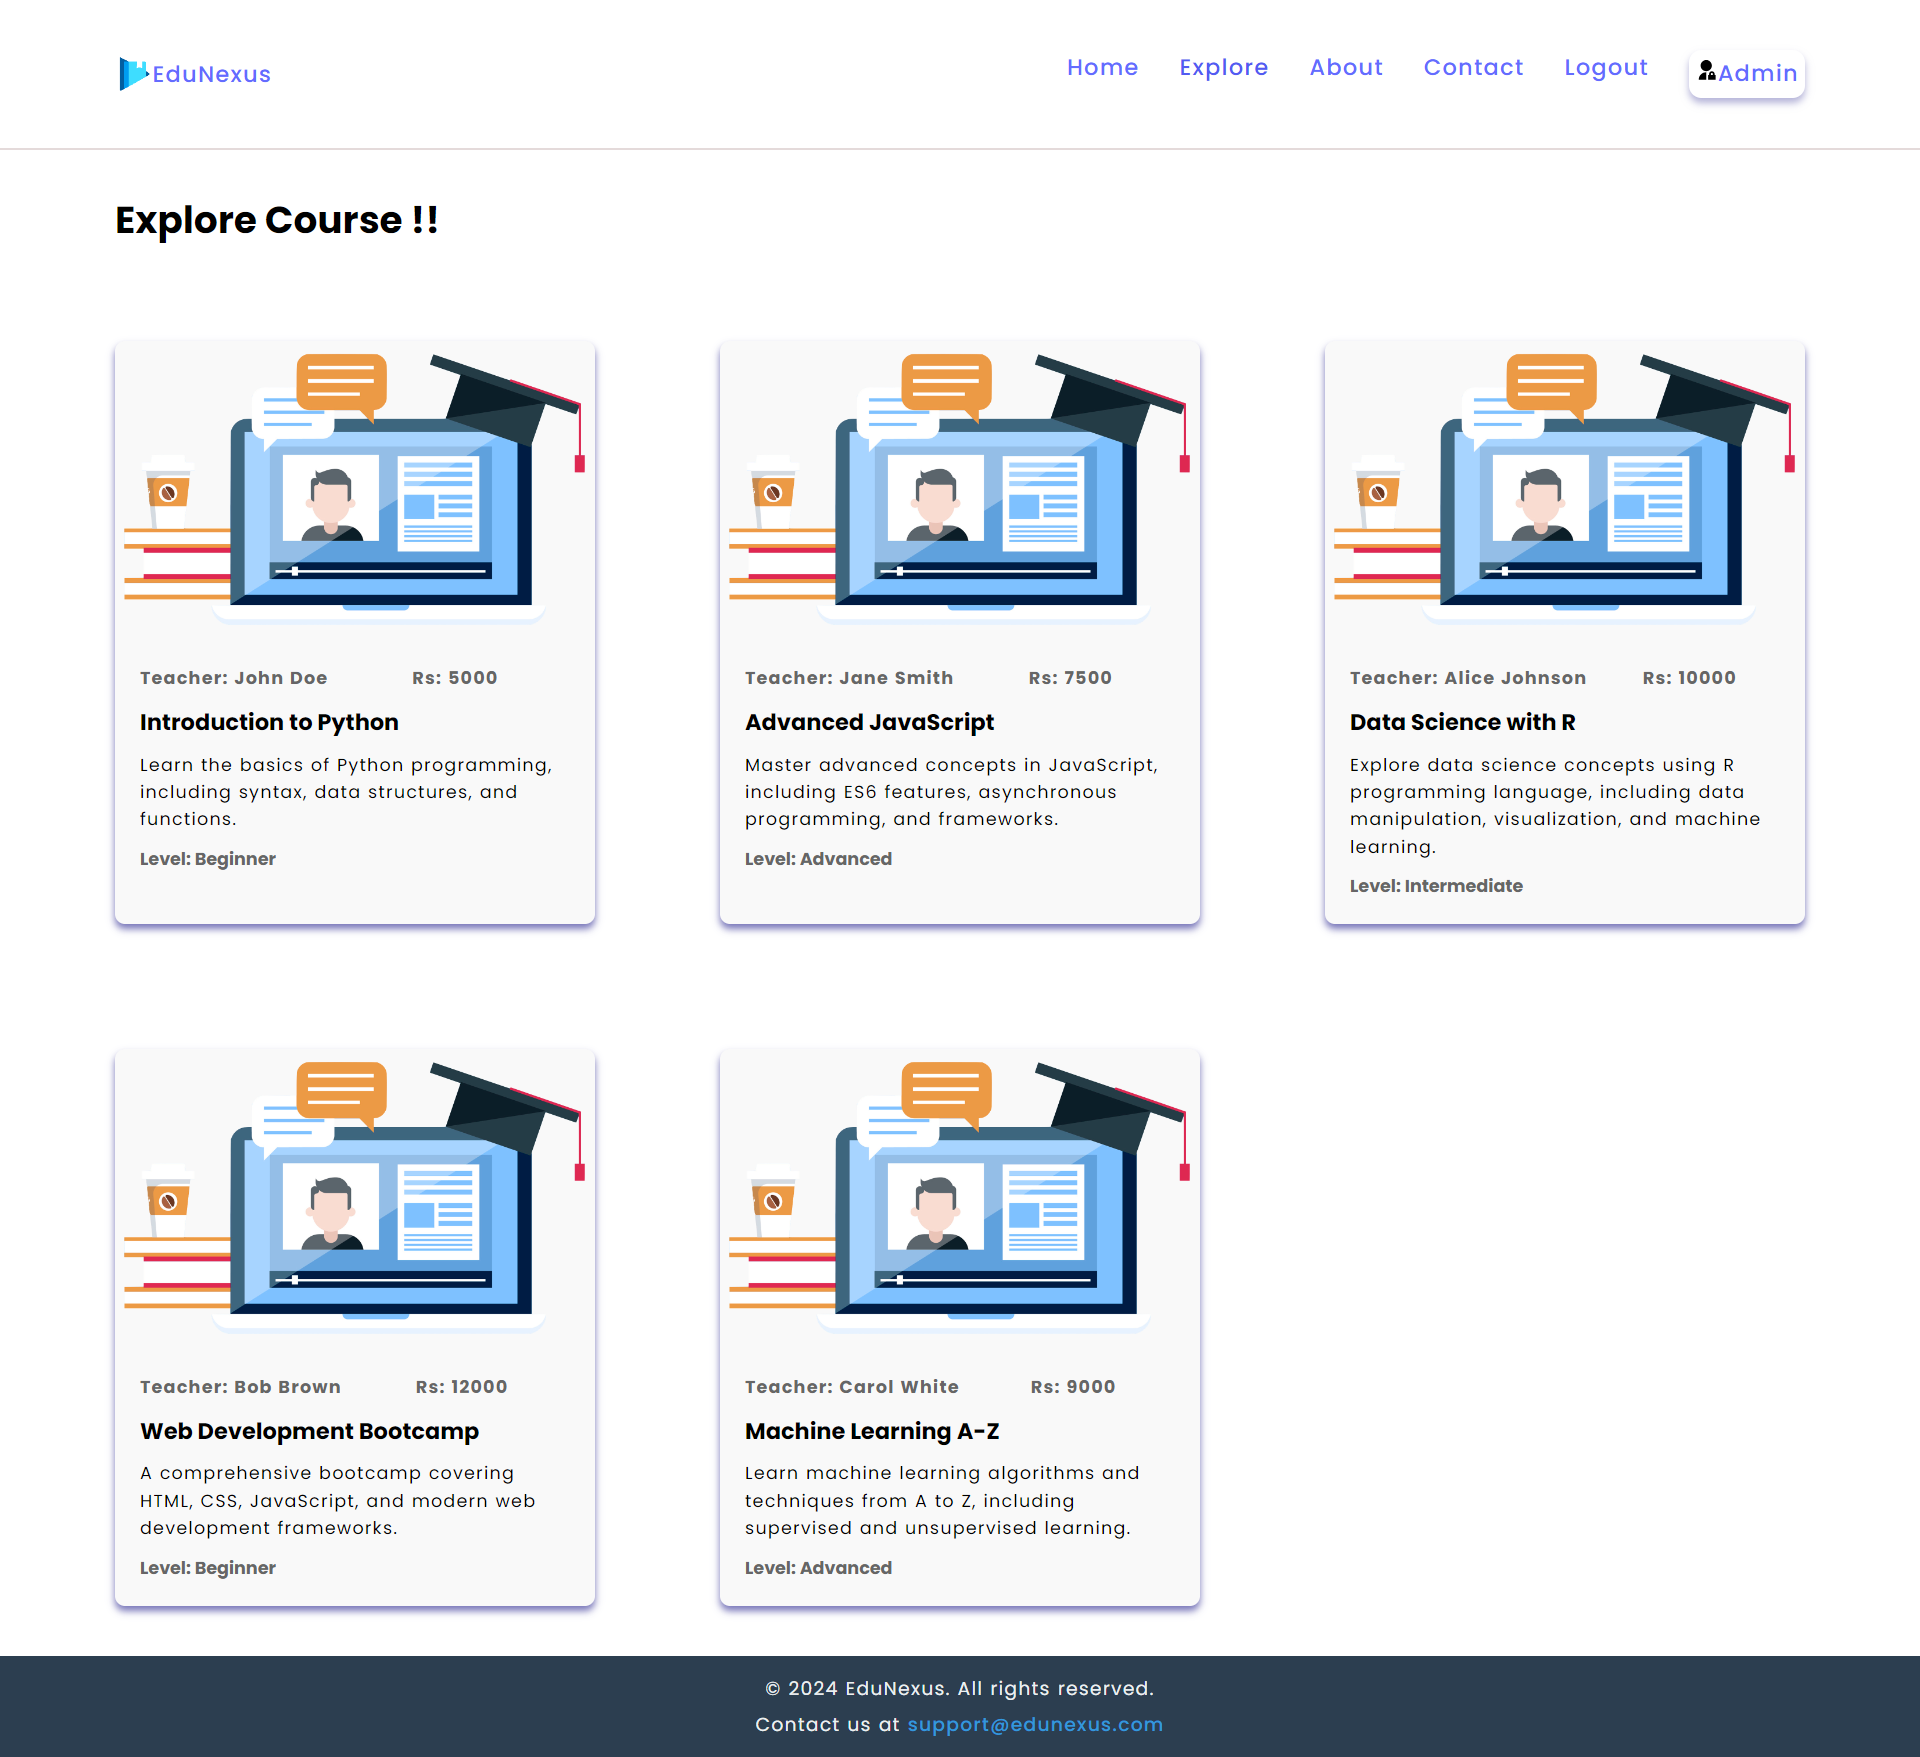 EduNexus
Home Explore About Contact Logout Admin
Explore Course !!
Teacher: John Doe Rs: 5000
Introduction to Python
Learn the basics of Python programming,
including syntax, data structures, and
functions.
Level: Beginner
Teacher: Jane Smith Rs: 7500
Advanced JavaScript
Master advanced concepts in JavaScript,
including ES6 features, asynchronous
programming, and frameworks.
Level: Advanced
Teacher: Alice Johnson Rs: 10000
Data Science with R
Explore data science concepts using R
programming language, including data
manipulation, visualization, and machine
learning.
Level: Intermediate
Teacher: Bob Brown Rs: 12000
Web Development Bootcamp
A comprehensive bootcamp covering
HTML, CSS, JavaScript, and modern web
development frameworks.
Level: Beginner
Teacher: Carol White Rs: 9000
Machine Learning A-Z
Learn machine learning algorithms and
techniques from A to Z, including
supervised and unsupervised learning.
Level: Advanced
© 2024 EduNexus. All rights reserved.
Contact us at support@edunexus.com